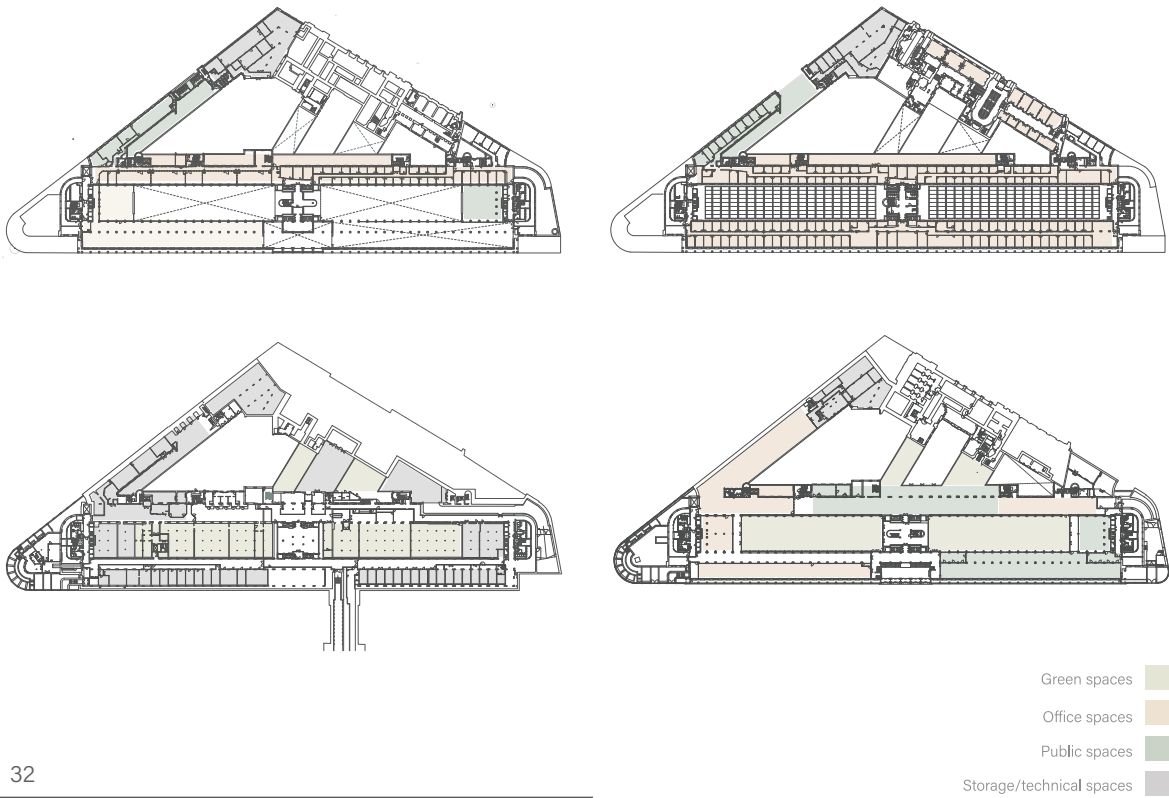 Green spaces
Office spaces
Public spaces
Storage/technical spaces
32